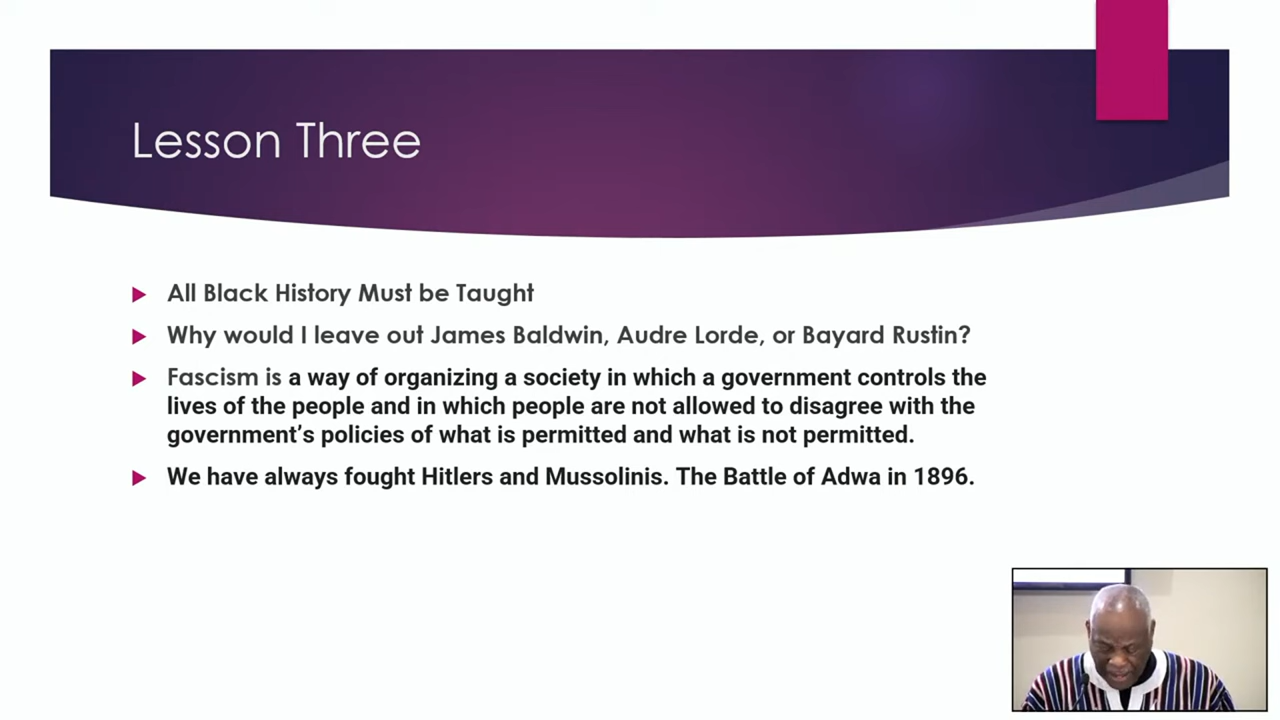 Lesson Three
All Black History Must be Taught
Why would I leave out James Baldwin, Audre Lorde, or Bayard Rustin?
Fascism is a way of organizing a society in which a government controls the
lives of the people and in which people are not allowed to disagree with the
government’s policies of what is permitted and what is not permitted.
We have always fought Hitlers and Mussolinis. The Battle of Adwa in 1896.